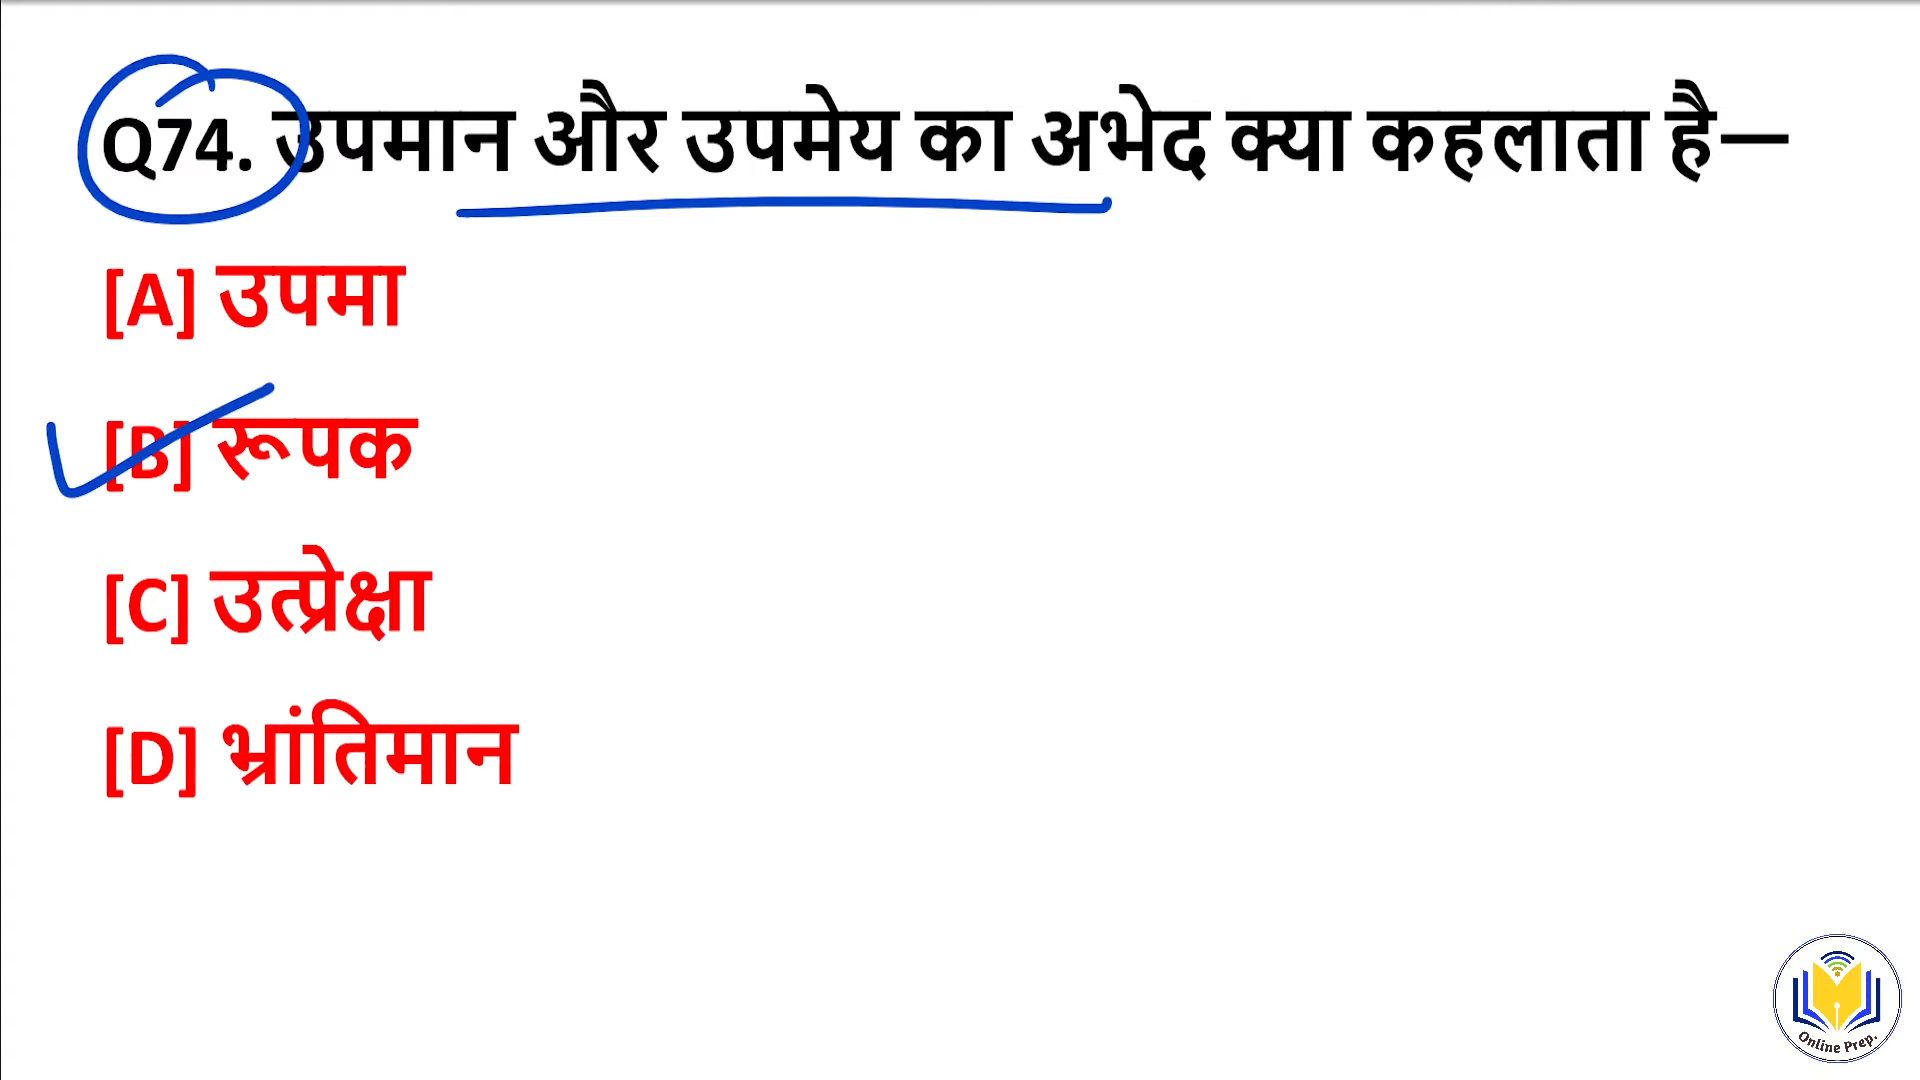 Q74. उपमान और उपमेय का अभेद क्या कहलाता है—
[A] उपमा
[B] रूपक
[C] उत्प्रेक्षा
[D] भ्रांतिमान
Online Prep.